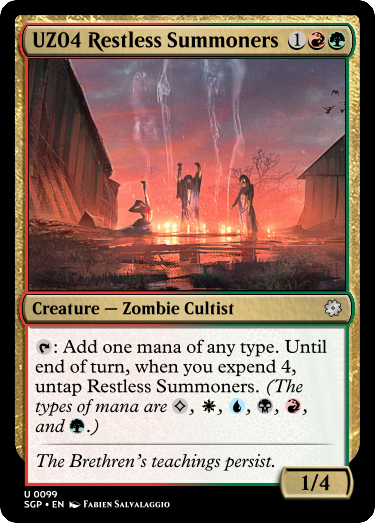 UZ04 Restless Summoners 1
Creature — Zombie Cultist
: Add one mana of any type. Until
end of turn, when you expend 4,
untap Restless Summoners. (The
types of mana are , , , , ,
and .)
The Brethren's teachings persist.
1/4
U 0099
SGP • EN Fabien Salvalaggio